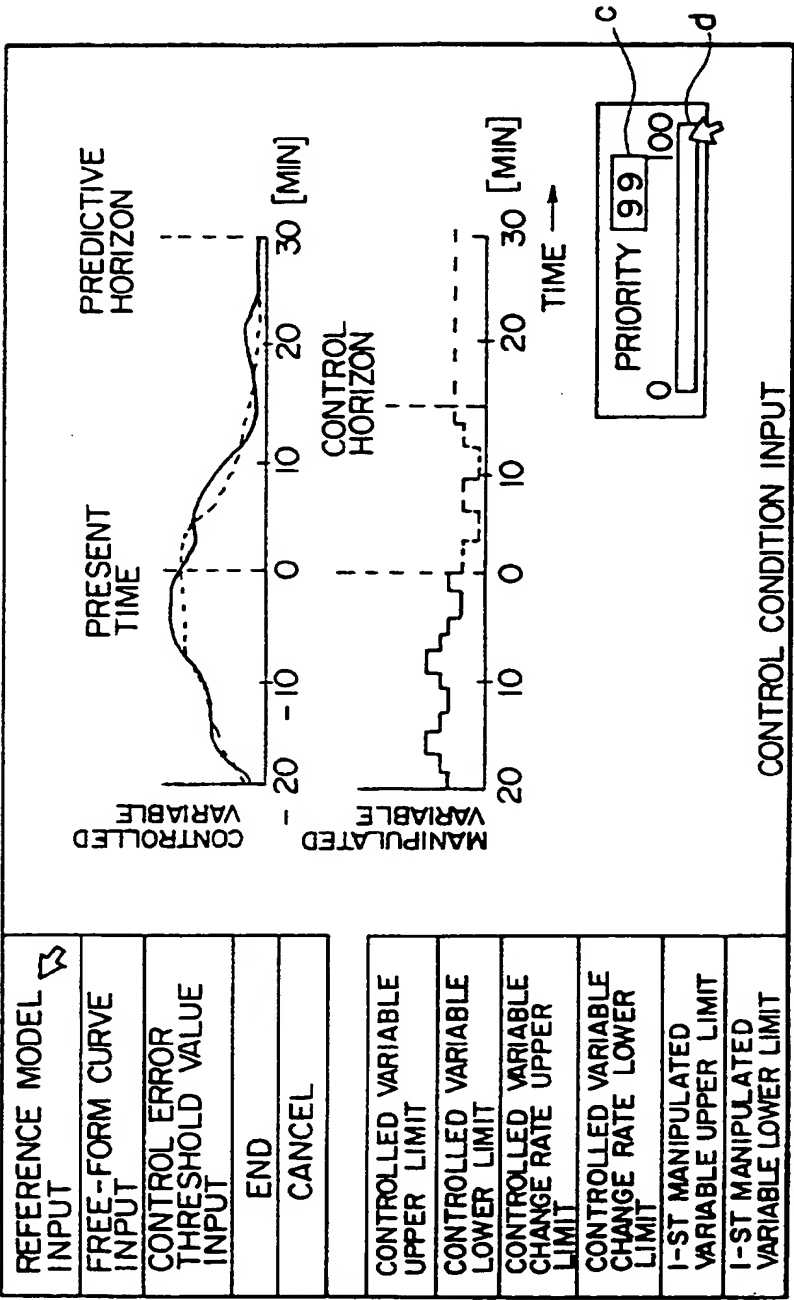 REFERENCE MODEL
INPUT
FREE-FORM CURVE
INPUT
CONTROL ERROR
THRESHOLD VALUE
INPUT
END
CANCEL
CONTROLLED VARIABLE
UPPER LIMIT
CONTROLLED VARIABLE
LOWER LIMIT
CONTROLLED VARIABLE
CHANGE RATE UPPER
LIMIT
CONTROLLED VARIABLE
CHANGE RATE LOWER
LIMIT
1-ST MANIPULATED
VARIABLE UPPER LIMIT
1-ST MANIPULATED
VARIABLE LOWER LIMIT
PRESENT
TIME
PREDICTIVE
HORIZON
CONTROLLED
VARIABLE
-20 -10 0 10 20 30 [MIN]
CONTROL
HORIZON
MANIPULATED
VARIABLE
20 10 0 10 20 30 [MIN]
TIME →
PRIORITY 99
0 100
c
d
CONTROL CONDITION INPUT